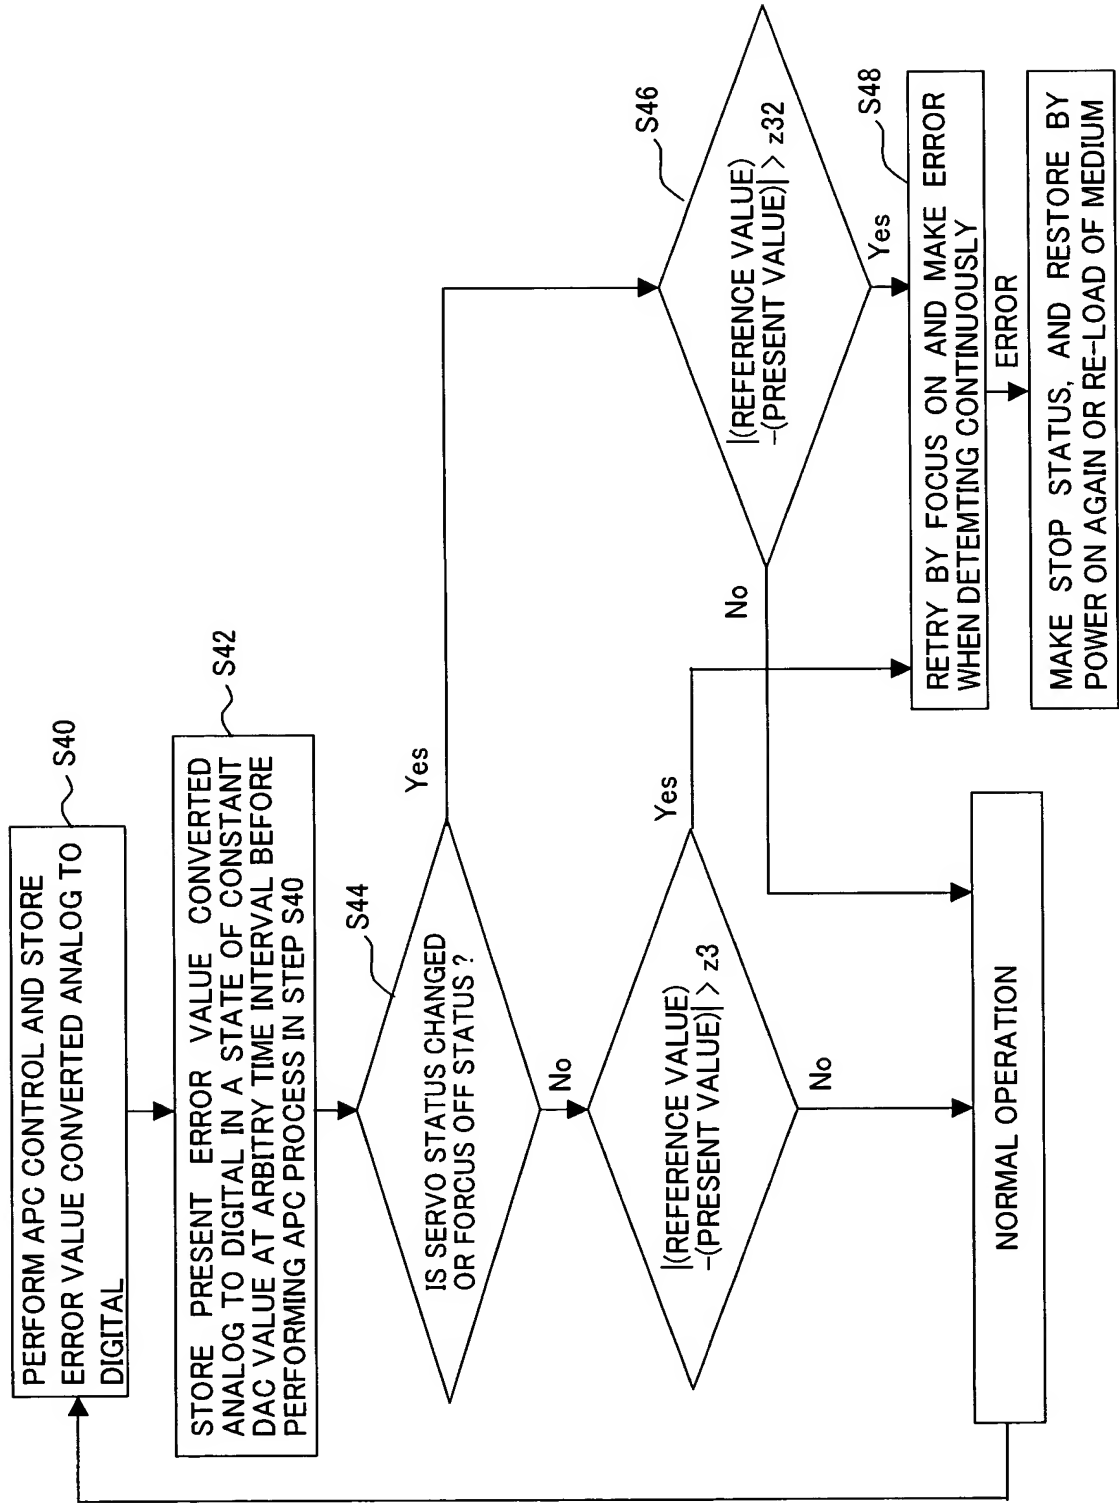 PERFORM APC CONTROL AND STORE
ERROR VALUE CONVERTED ANALOG TO
DIGITAL
S40
STORE PRESENT ERROR VALUE CONVERTED
ANALOG TO DIGITAL IN A STATE OF CONSTANT
DAC VALUE AT ARBITRY TIME INTERVAL BEFORE
PERFORMING APC PROCESS IN STEP S40
S42
S44
IS SERVO STATUS CHANGED
OR FORCUS OFF STATUS ?
Yes
No
|(REFERENCE VALUE)
-(PRESENT VALUE)| > z3
Yes
No
S46
|(REFERENCE VALUE)
-(PRESENT VALUE)| > z32
No
Yes
S48
RETRY BY FOCUS ON AND MAKE ERROR
WHEN DETEMTING CONTINUOUSLY
ERROR
MAKE STOP STATUS, AND RESTORE BY
POWER ON AGAIN OR RE-LOAD OF MEDIUM
NORMAL OPERATION